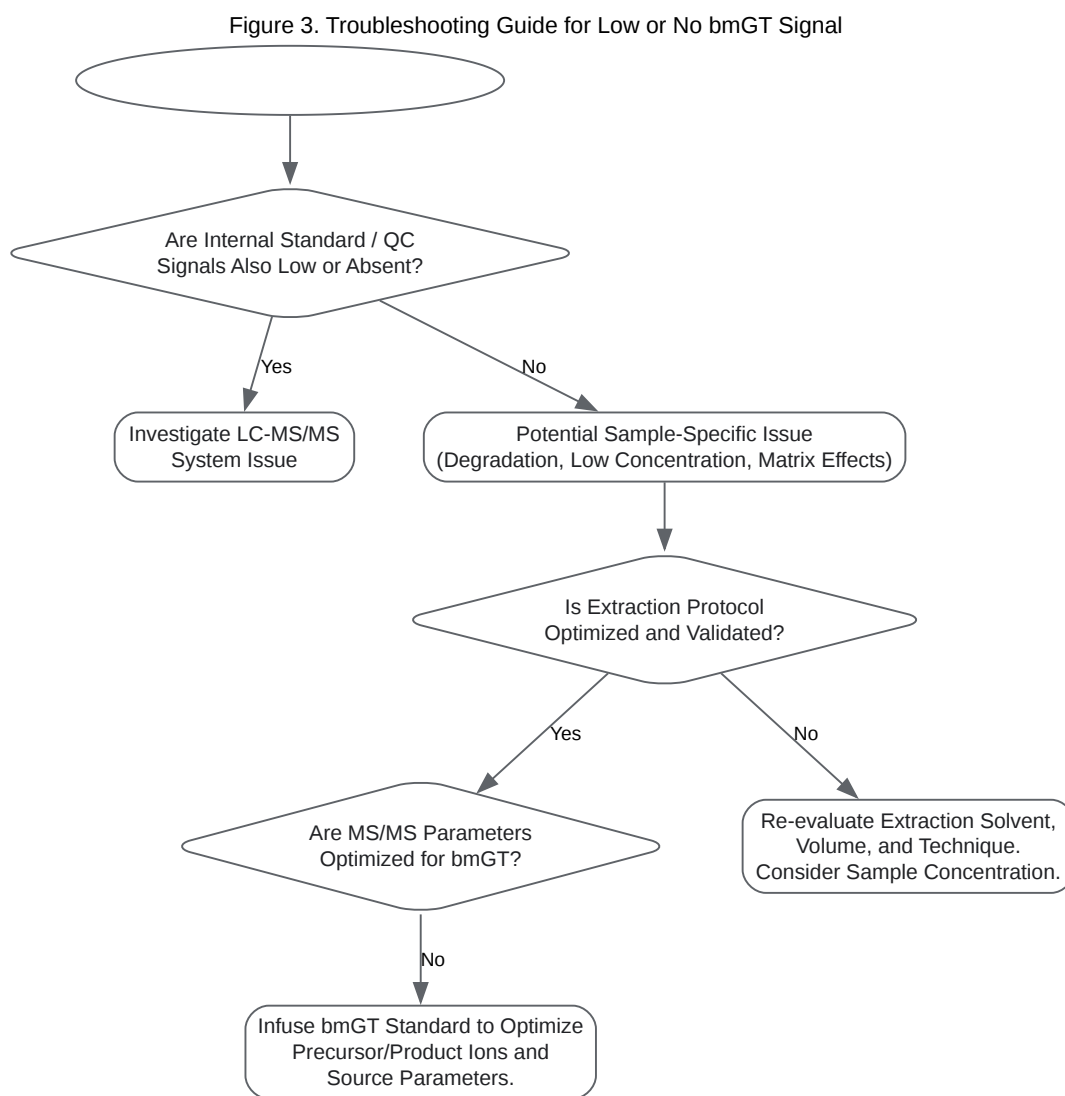 Figure 3. Troubleshooting Guide for Low or No bmGT Signal
Are Internal Standard / QC
Signals Also Low or Absent?
Yes
No
Investigate LC-MS/MS
System Issue
Potential Sample-Specific Issue
(Degradation, Low Concentration, Matrix Effects)
Is Extraction Protocol
Optimized and Validated?
Yes
No
Are MS/MS Parameters
Optimized for bmGT?
Re-evaluate Extraction Solvent,
Volume, and Technique.
Consider Sample Concentration.
No
Infuse bmGT Standard to Optimize
Precursor/Product Ions and
Source Parameters.